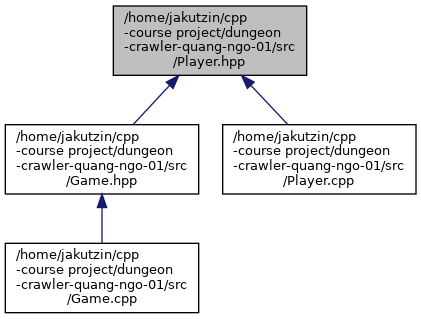 /home/jakutzin/cpp
-course project/dungeon
-crawler-quang-ngo-01/src
/Player.hpp
/home/jakutzin/cpp
-course project/dungeon
-crawler-quang-ngo-01/src
/Game.hpp
/home/jakutzin/cpp
-course project/dungeon
-crawler-quang-ngo-01/src
/Player.cpp
/home/jakutzin/cpp
-course project/dungeon
-crawler-quang-ngo-01/src
/Game.cpp